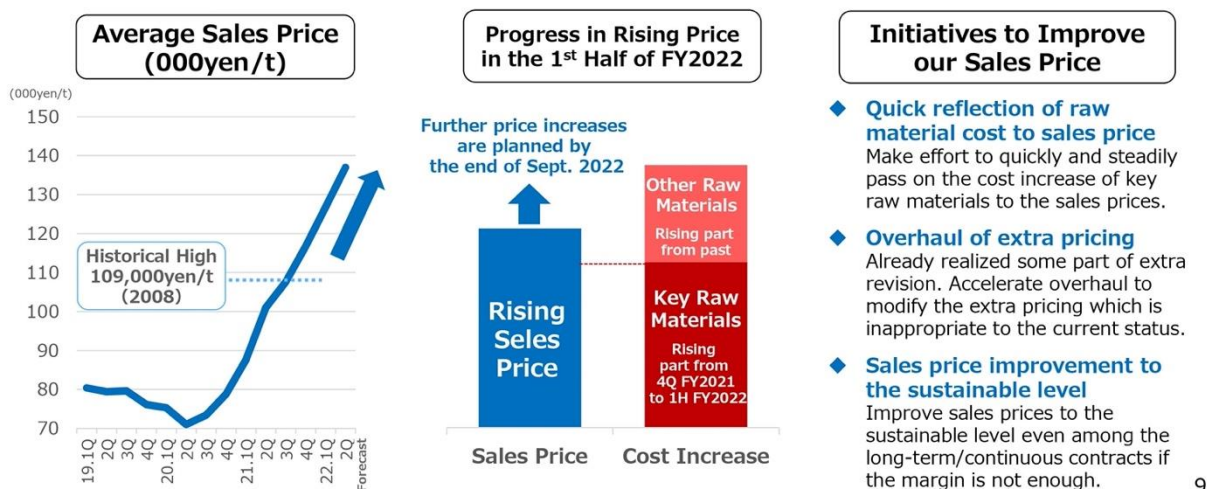 Average Sales Price
(000yen/t)
(000yen/t)
150
140
130
120
110
100
90
80
70
Historical High
109,000yen/t
(2008)
19.1Q
2Q
3Q
4Q
20.1Q
2Q
3Q
4Q
21.1Q
2Q
3Q
4Q
22.1Q
2Q
Forecast
Progress in Rising Price
in the 1st Half of FY2022
Further price increases
are planned by
the end of Sept. 2022
Rising
Seles
Price
Other Raw
Materials
Rising part
from past
Key Raw
Materials
Rising
part from
4Q FY2021
to 1H FY2022
Sales Price
Cost Increase
Initiatives to Improve
our Sales Price
◆ Quick reflection of raw
material cost to sales price
Make effort to quickly and steadily
pass on the cost increase of key
raw materials to the sales prices.
◆ Overhaul of extra pricing
Already realized some part of extra
revision. Accelerate overhaul to
modify the extra pricing which is
inappropriate to the current status.
◆ Sales price improvement to
the sustainable level
Improve sales prices to the
sustainable level even among the
long-term/continuous contracts if
the margin is not enough.
9